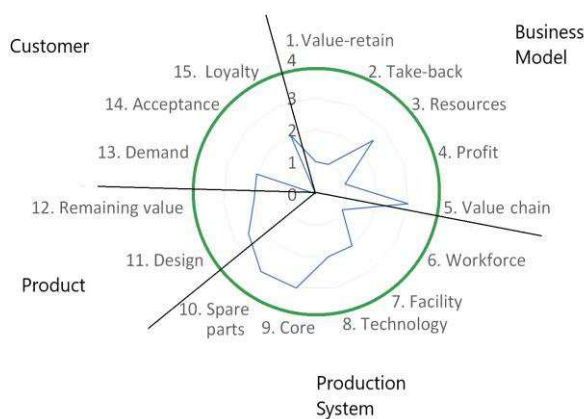 Customer
Business
Model
1. Value-retain
2. Take-back
3. Resources
4. Profit
5. Value chain
6. Workforce
7. Facility
8. Technology
9. Core
10. Spare
parts
11. Design
12. Remaining value
13. Demand
14. Acceptance
15. Loyalty
4
3
2
1
0
Product
Production
System